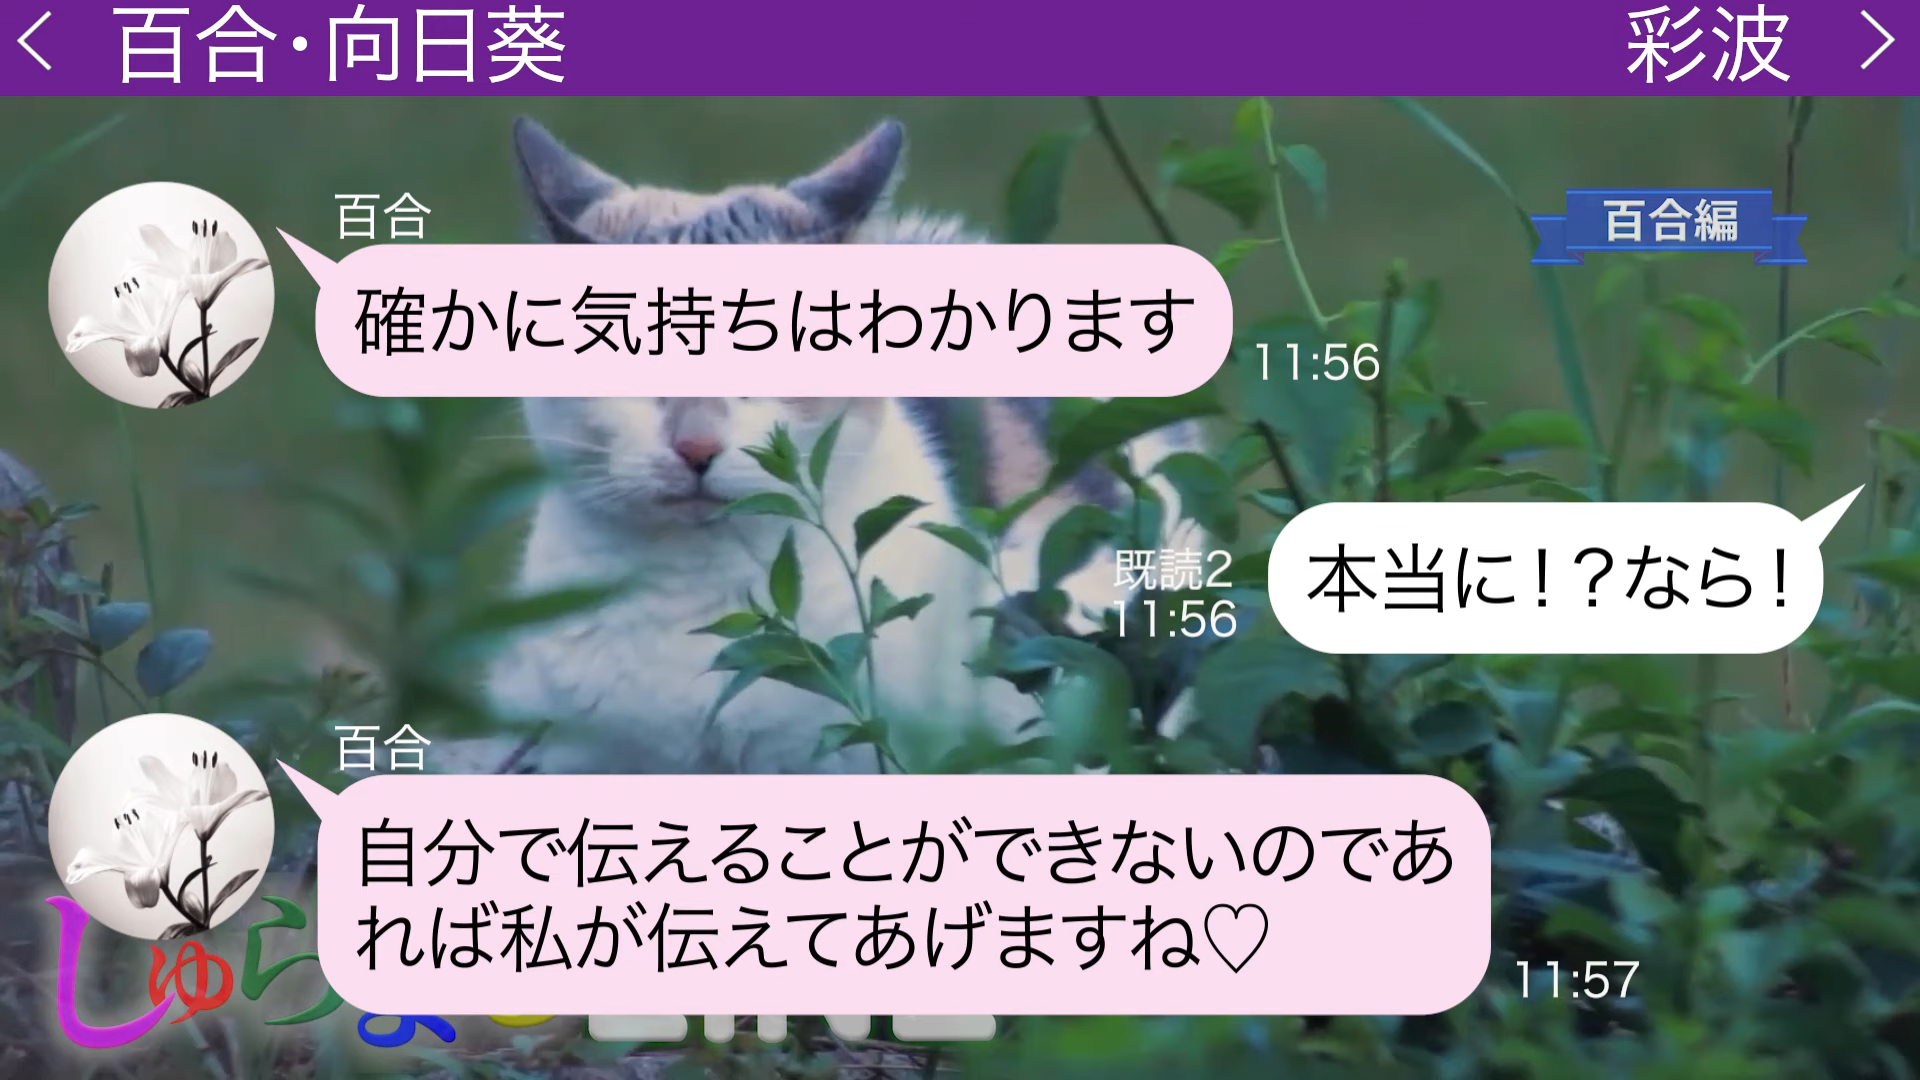 百合・向日葵
彩波
百合編
百合
確かに気持ちはわかります
11:56
本当に！？なら！
既読2
11:56
百合
自分で伝えることができないのであ
れば私が伝えてあげますね♡
11:57
しゅら